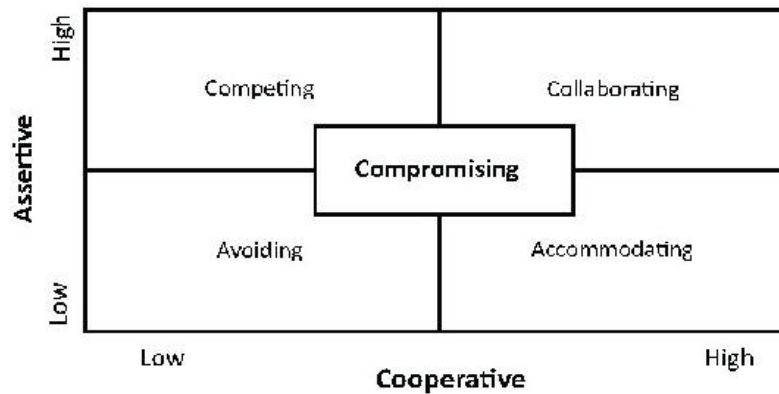 High
Competing
Collaborating
Assertive
Compromising
Avoiding
Accommodating
Low
Low
High
Cooperative